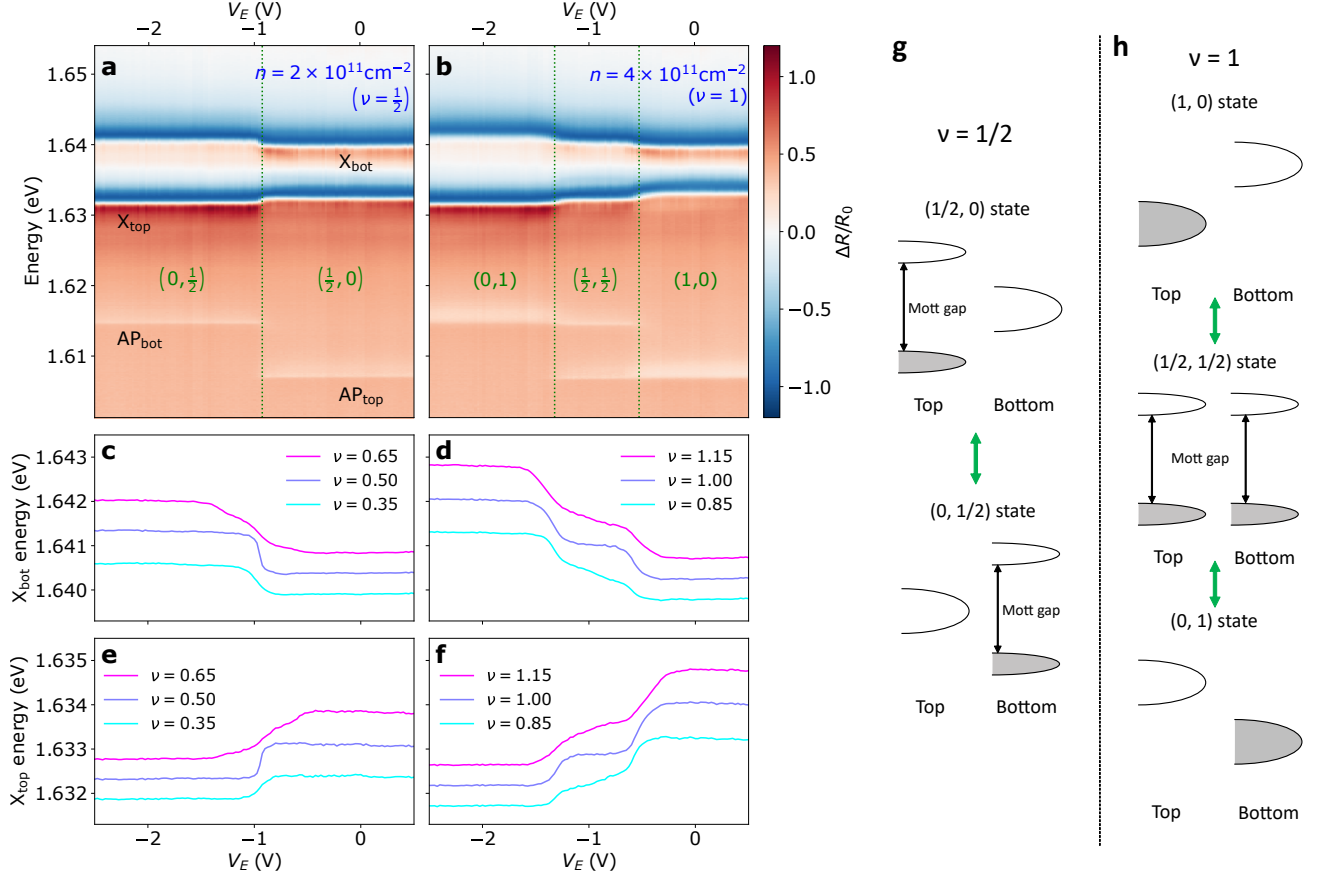 V_E (V)
V_E (V)
−2 −1 0
−2 −1 0
a
n = 2 × 10^11 cm^−2
(ν = 1/2)
b
n = 4 × 10^11 cm^−2
(ν = 1)
Energy (eV)
1.65
1.64
1.63
1.62
1.61
X_bot
X_top
(0, 1/2)
(1/2, 0)
AP_bot
AP_top
(0,1)
(1/2, 1/2)
(1,0)
1.0
0.5
0.0
−0.5
−1.0
ΔR/R_0
c
ν = 0.65
ν = 0.50
ν = 0.35
X_bot energy (eV)
1.643
1.642
1.641
1.640
d
ν = 1.15
ν = 1.00
ν = 0.85
e
ν = 0.65
ν = 0.50
ν = 0.35
X_top energy (eV)
1.635
1.634
1.633
1.632
−2 −1 0
V_E (V)
f
ν = 1.15
ν = 1.00
ν = 0.85
−2 −1 0
V_E (V)
g
ν = 1/2
(1/2, 0) state
Mott gap
Top Bottom
(0, 1/2) state
Mott gap
Top Bottom
h
ν = 1
(1, 0) state
Top Bottom
(1/2, 1/2) state
Mott gap
Top Bottom
(0, 1) state
Top Bottom